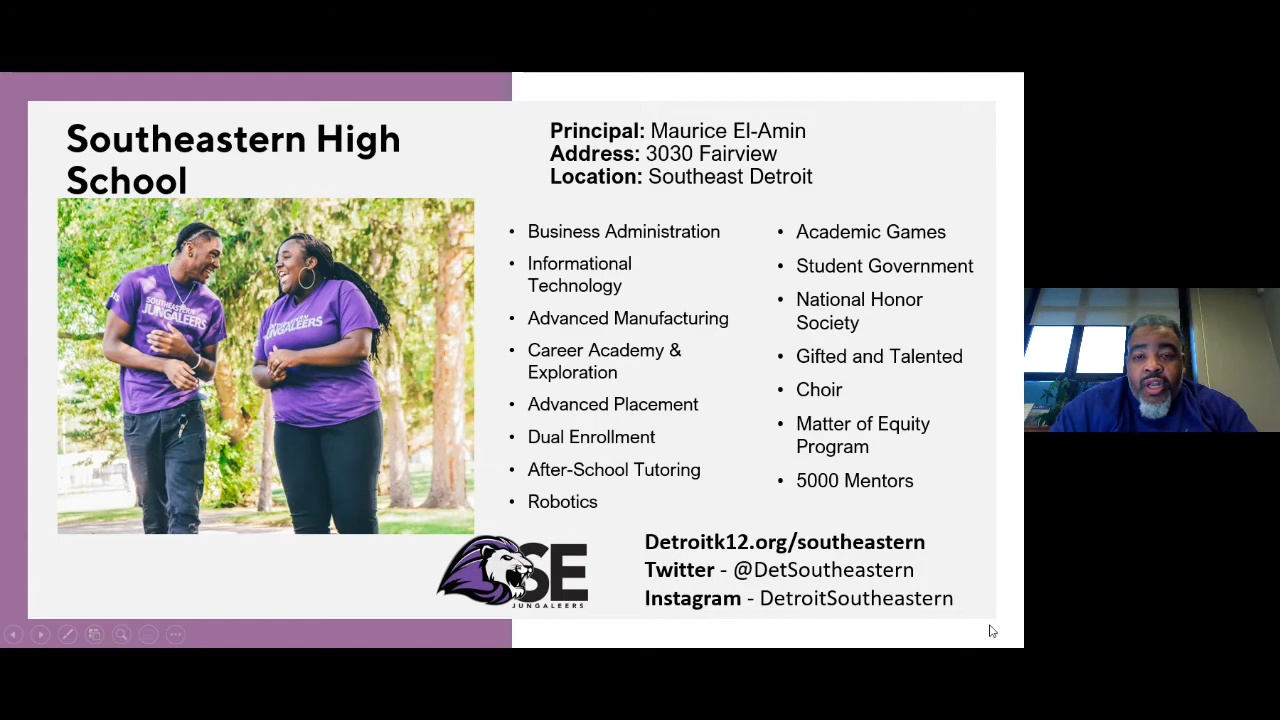 Southeastern High
School
Principal: Maurice El-Amin
Address: 3030 Fairview
Location: Southeast Detroit
SOUTHEASTERN
JUNGALEERS
JUNGALEERS
• Business Administration
• Informational
Technology
• Advanced Manufacturing
• Career Academy &
Exploration
• Advanced Placement
• Dual Enrollment
• After-School Tutoring
• Robotics
• Academic Games
• Student Government
• National Honor
Society
• Gifted and Talented
• Choir
• Matter of Equity
Program
• 5000 Mentors
SE
JUNGALEERS
Detroitk12.org/southeastern
Twitter - @DetSoutheastern
Instagram - DetroitSoutheastern